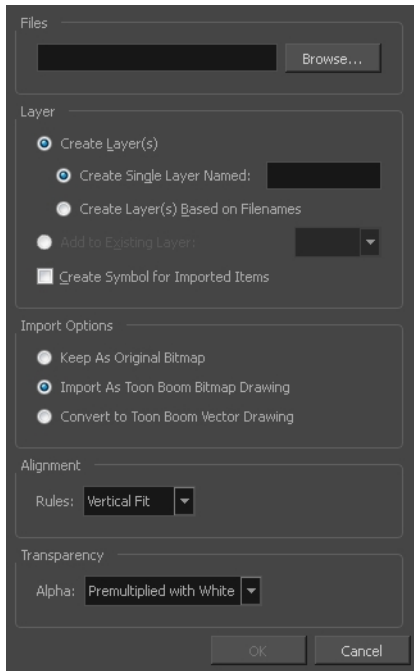 Files
Browse...
Layer
Create Layer(s)
Create Single Layer Named:
Create Layer(s) Based on Filenames
Add to Existing Layer:
Create Symbol for Imported Items
Import Options
Keep As Original Bitmap
Import As Toon Boom Bitmap Drawing
Convert to Toon Boom Vector Drawing
Alignment
Rules: Vertical Fit
Transparency
Alpha: Premultiplied with White
OK Cancel